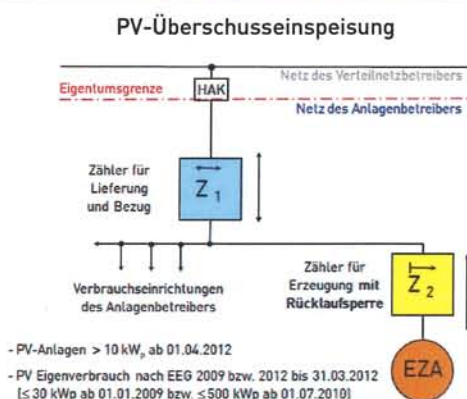 PV-Überschusseinspeisung
Netz des Verteilnetzbetreibers
Eigentumsgrenze
HAK
Netz des Anlagenbetreibers
Zähler für
Lieferung
und Bezug
Z 1
Verbrauchseinrichtungen
des Anlagenbetreibers
Zähler für
Erzeugung mit
Rücklaufsperre
Z 2
EZA
- PV-Anlagen > 10 kWp ab 01.04.2012
- PV Eigenverbrauch nach EEG 2009 bzw. 2012 bis 31.03.2012
[≤ 30 kWp ab 01.01.2009 bzw. ≤ 500 kWp ab 01.07.2010]